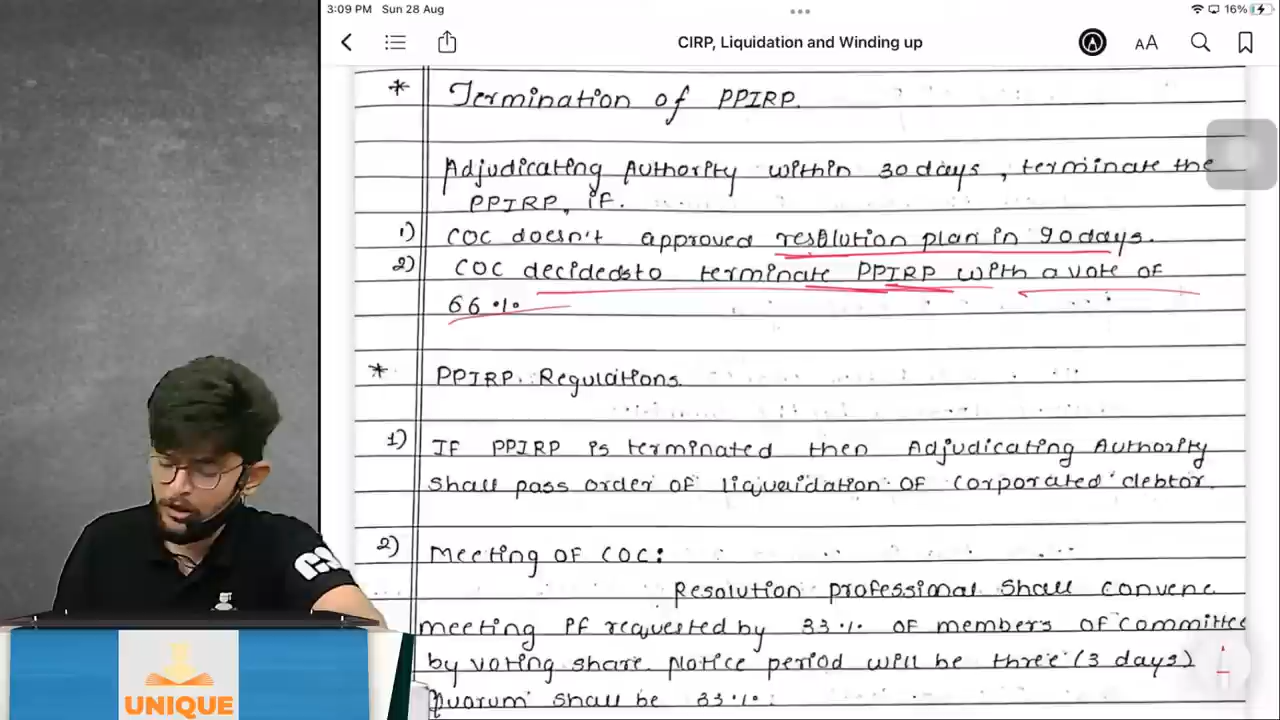 3:09 PM Sun 28 Aug
16%
CIRP, Liquidation and Winding up
AA
* Termination of PPIRP.
Adjudicating Authority within 30 days, terminate the
PPIRP, if.
1) COC doesn't approved resolution plan in 90 days.
2) COC decidesto terminate PPIRP with a vote of
66%
* PPIRP. Regulations.
1) IF PPIRP is terminated then Adjudicating Authority
shall pass order of liquaidation of corporated debtor.
2) Meeting of COC:
Resolution professional shall convene
meeting if requested by 33% of members of committee
by voting share. Notice period will be three (3 days)
Quorum shall be 33%.
CS
UNIQUE